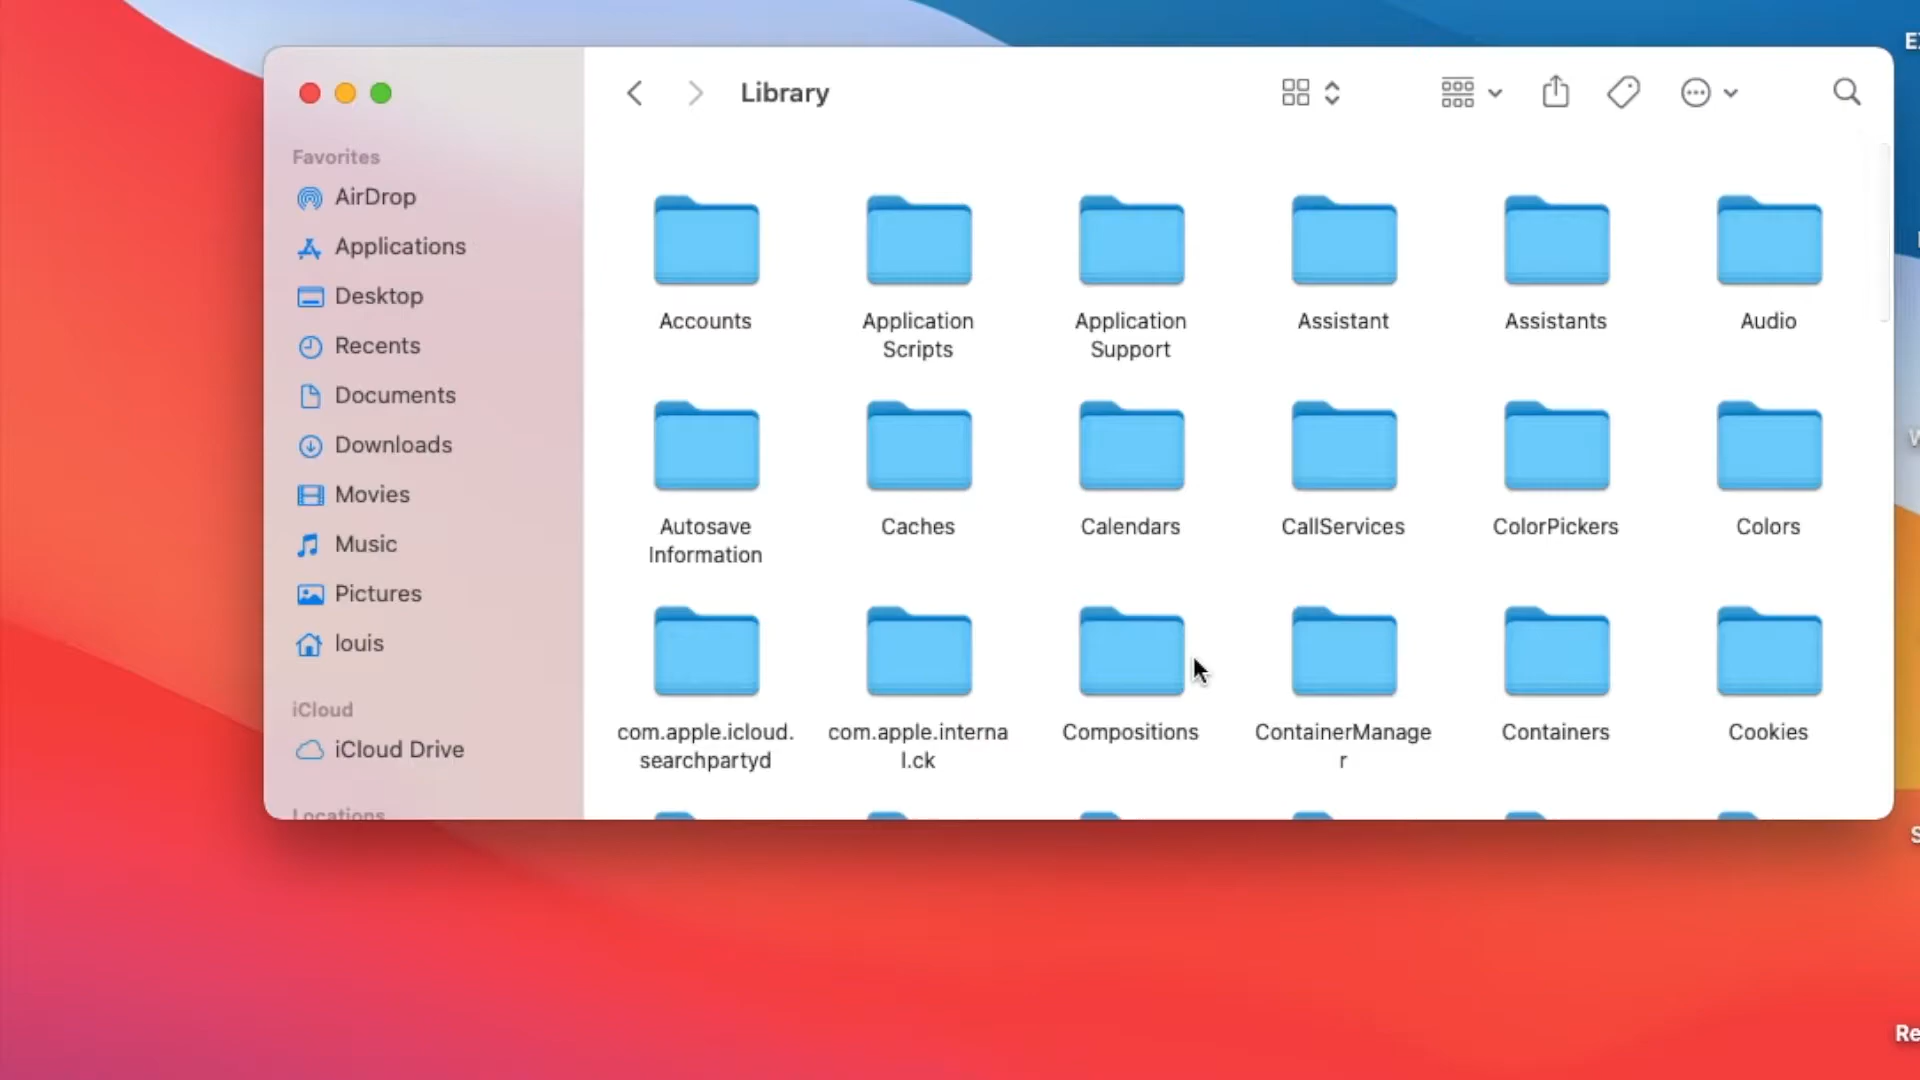 Library
Favorites
AirDrop
Applications
Desktop
Recents
Documents
Downloads
Movies
Music
Pictures
louis
iCloud
iCloud Drive
Locations
Accounts
Application
Scripts
Application
Support
Assistant
Assistants
Audio
Autosave
Information
Caches
Calendars
CallServices
ColorPickers
Colors
com.apple.icloud.
searchpartyd
com.apple.interna
l.ck
Compositions
ContainerManage
r
Containers
Cookies
Re